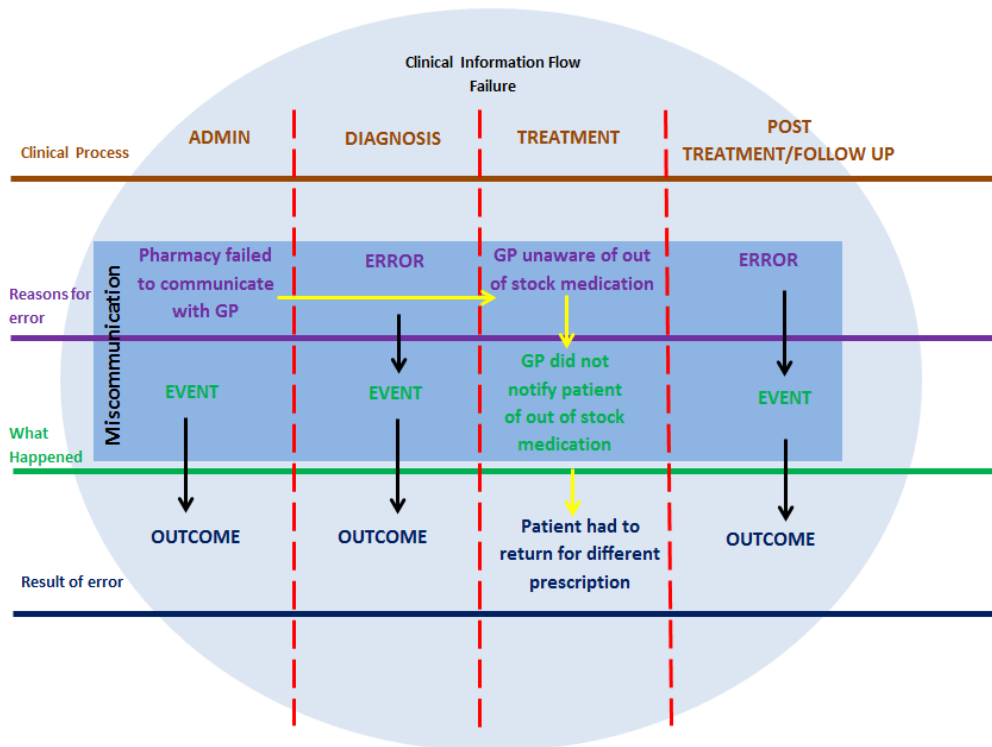 Clinical Information Flow
Failure
Clinical Process
ADMIN
DIAGNOSIS
TREATMENT
POST
TREATMENT/FOLLOW UP
Reasons for
error
Miscommunication
Pharmacy failed
to communicate
with GP
ERROR
GP unaware of out
of stock medication
ERROR
What
Happened
EVENT
EVENT
GP did not
notify patient
of out of stock
medication
EVENT
Result of error
OUTCOME
OUTCOME
Patient had to
return for different
prescription
OUTCOME